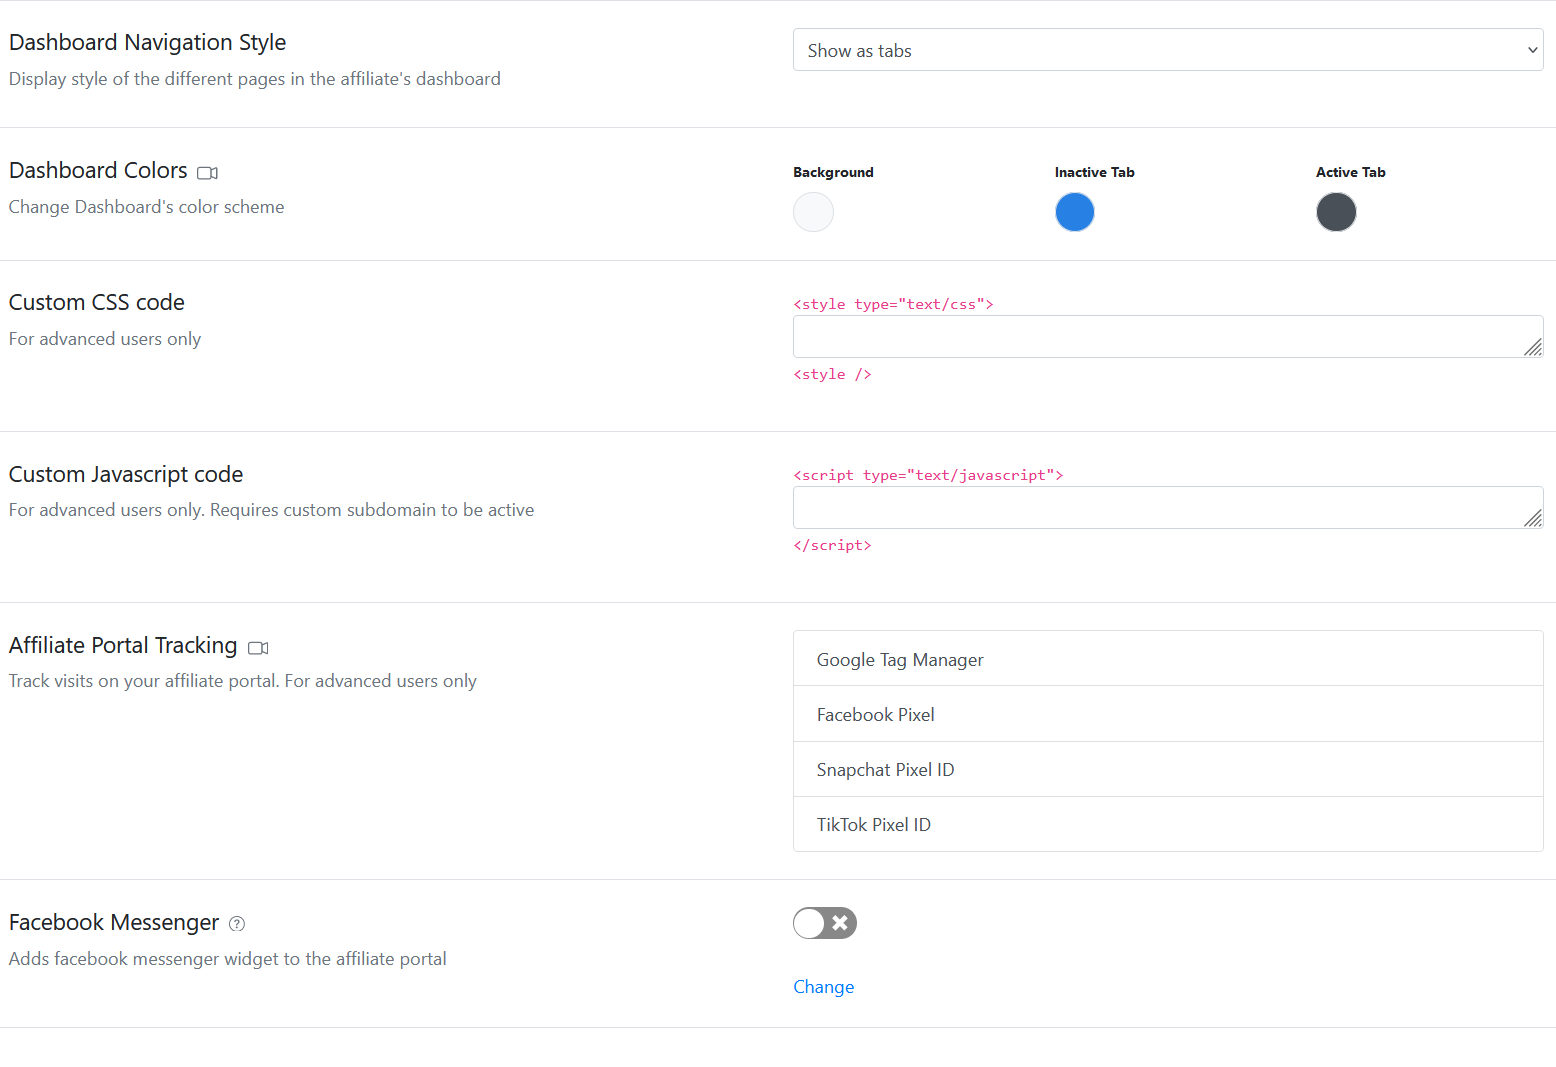 Dashboard Navigation Style
Display style of the different pages in the affiliate's dashboard
Show as tabs
Dashboard Colors
Change Dashboard's color scheme
Background
Inactive Tab
Active Tab
Custom CSS code
For advanced users only
<style type="text/css">
<style />
Custom Javascript code
For advanced users only. Requires custom subdomain to be active
<script type="text/javascript">
</script>
Affiliate Portal Tracking
Track visits on your affiliate portal. For advanced users only
Google Tag Manager
Facebook Pixel
Snapchat Pixel ID
TikTok Pixel ID
Facebook Messenger
Adds facebook messenger widget to the affiliate portal
Change